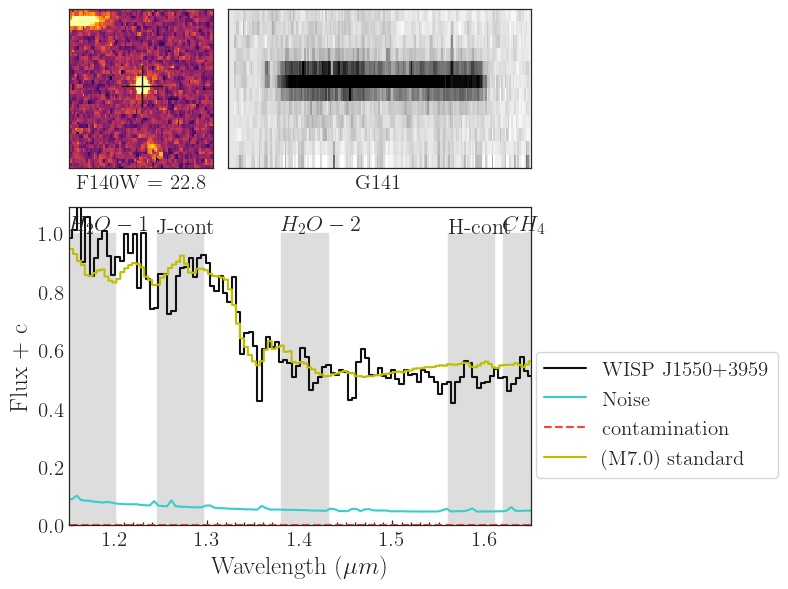 F140W = 22.8
G141
H₂O − 1
J-cont
H₂O − 2
H-cont
CH₄
1.0
0.8
0.6
0.4
0.2
0.0
Flux + c
1.2
1.3
1.4
1.5
1.6
Wavelength (μm)
WISP J1550+3959
Noise
contamination
(M7.0) standard